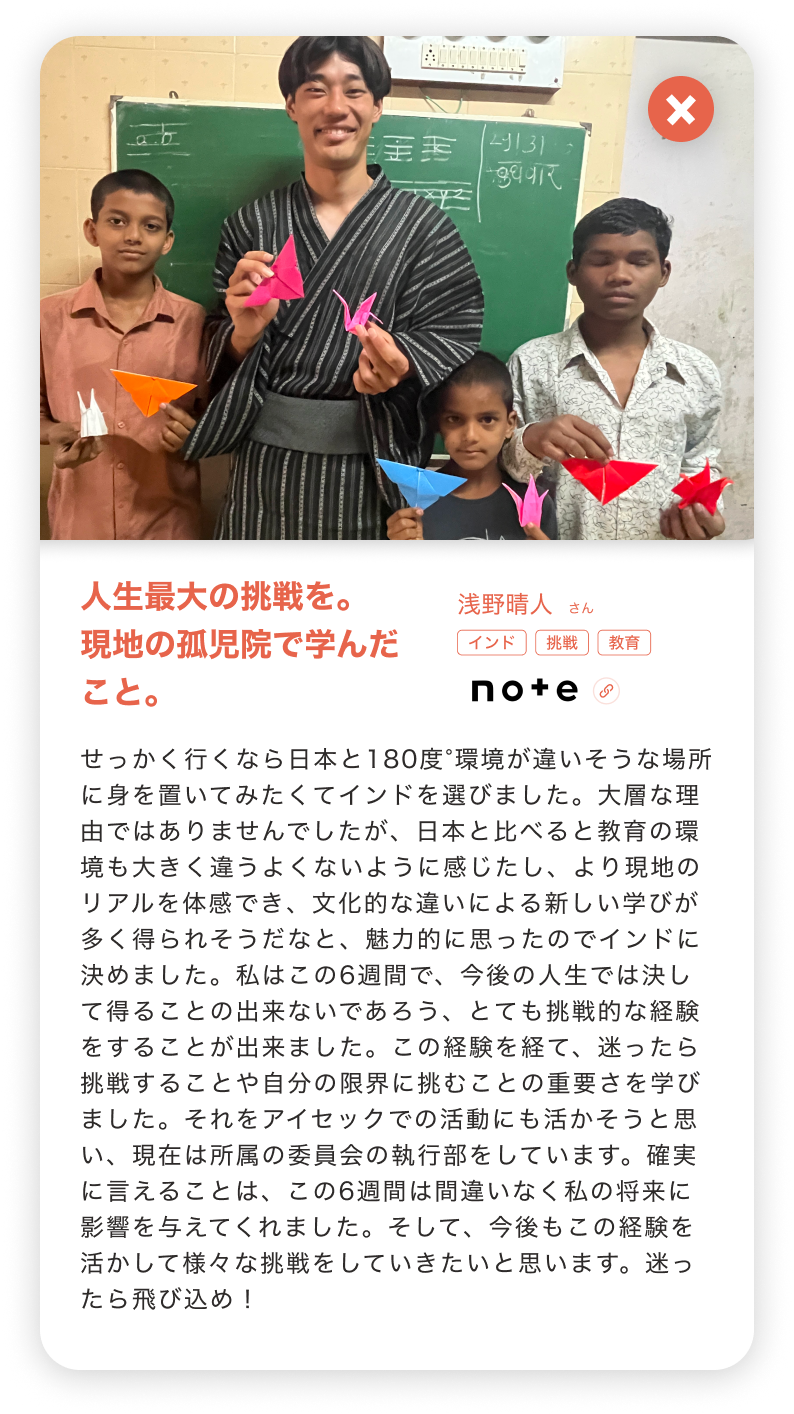 a b
बुधवार
xyz
人生最大の挑戦を。
現地の孤児院で学んだ
こと。
浅野晴人 さん
インド 挑戦 教育
note
せっかく行くなら日本と180度°環境が違いそうな場所
に身を置いてみたくてインドを選びました。大層な理
由ではありませんでしたが、日本と比べると教育の環
境も大きく違うよくないように感じたし、より現地の
リアルを体感でき、文化的な違いによる新しい学びが
多く得られそうだなと、魅力的に思ったのでインドに
決めました。私はこの6週間で、今後の人生では決し
て得ることの出来ないであろう、とても挑戦的な経験
をすることが出来ました。この経験を経て、迷ったら
挑戦することや自分の限界に挑むことの重要さを学び
ました。それをアイセックでの活動にも活かそうと思
い、現在は所属の委員会の執行部をしています。確実
に言えることは、この6週間は間違いなく私の将来に
影響を与えてくれました。そして、今後もこの経験を
活かして様々な挑戦をしていきたいと思います。迷っ
たら飛び込め！